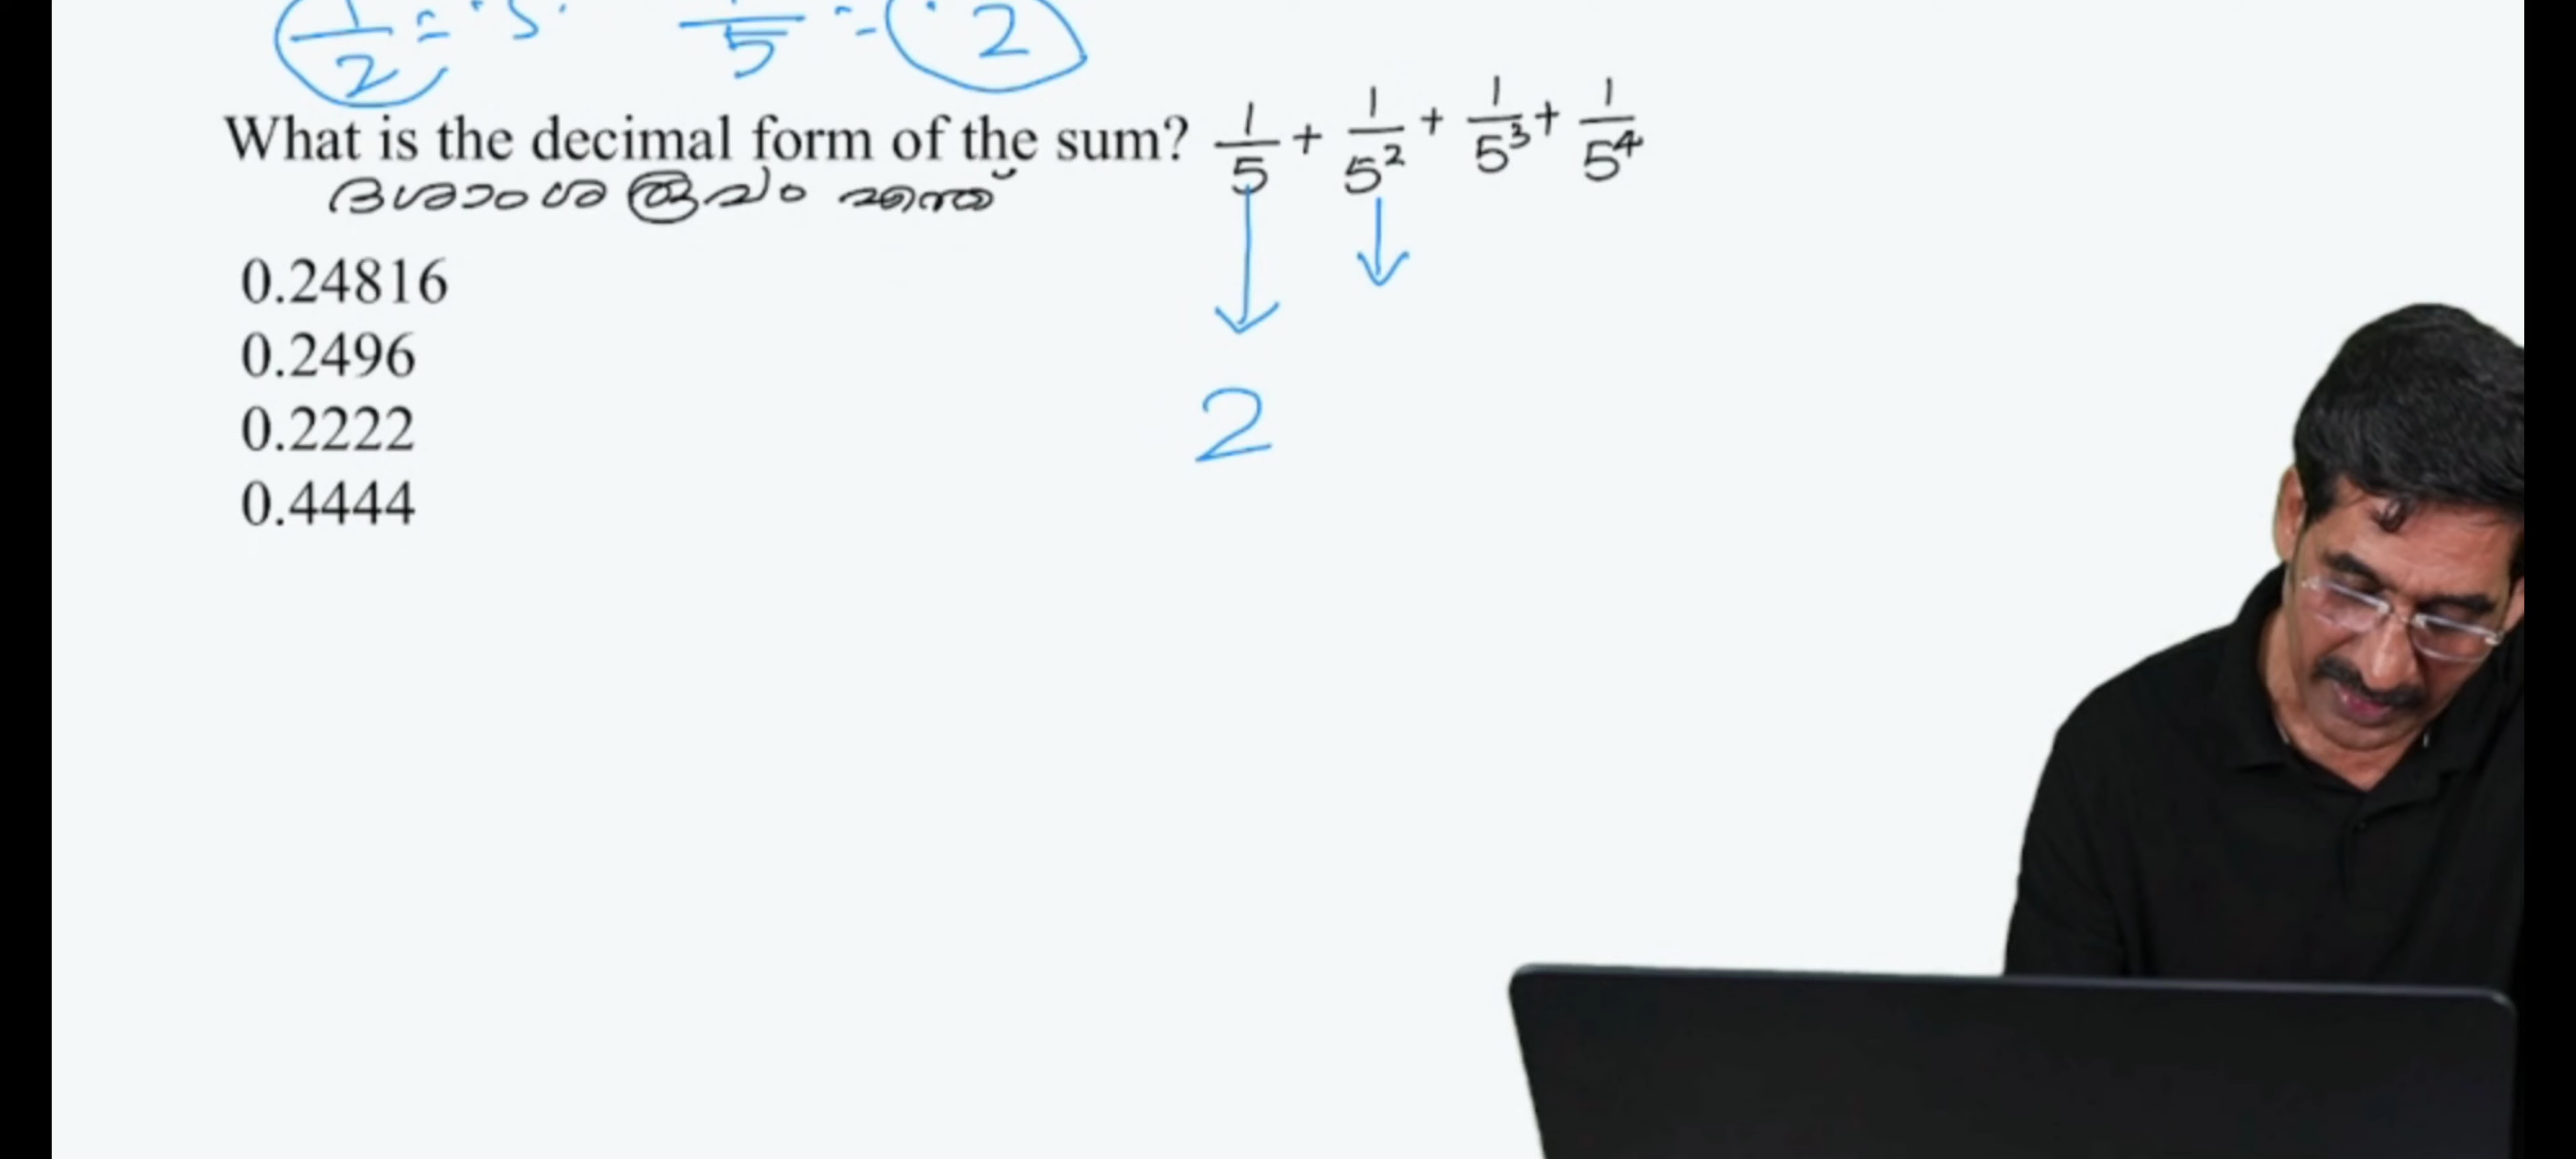 1/2 = .5 1/5 = .2
What is the decimal form of the sum? 1/5 + 1/5² + 1/5³ + 1/5⁴
ദശാംശ രൂപം ഏത്
0.24816
0.2496
0.2222
0.4444
2